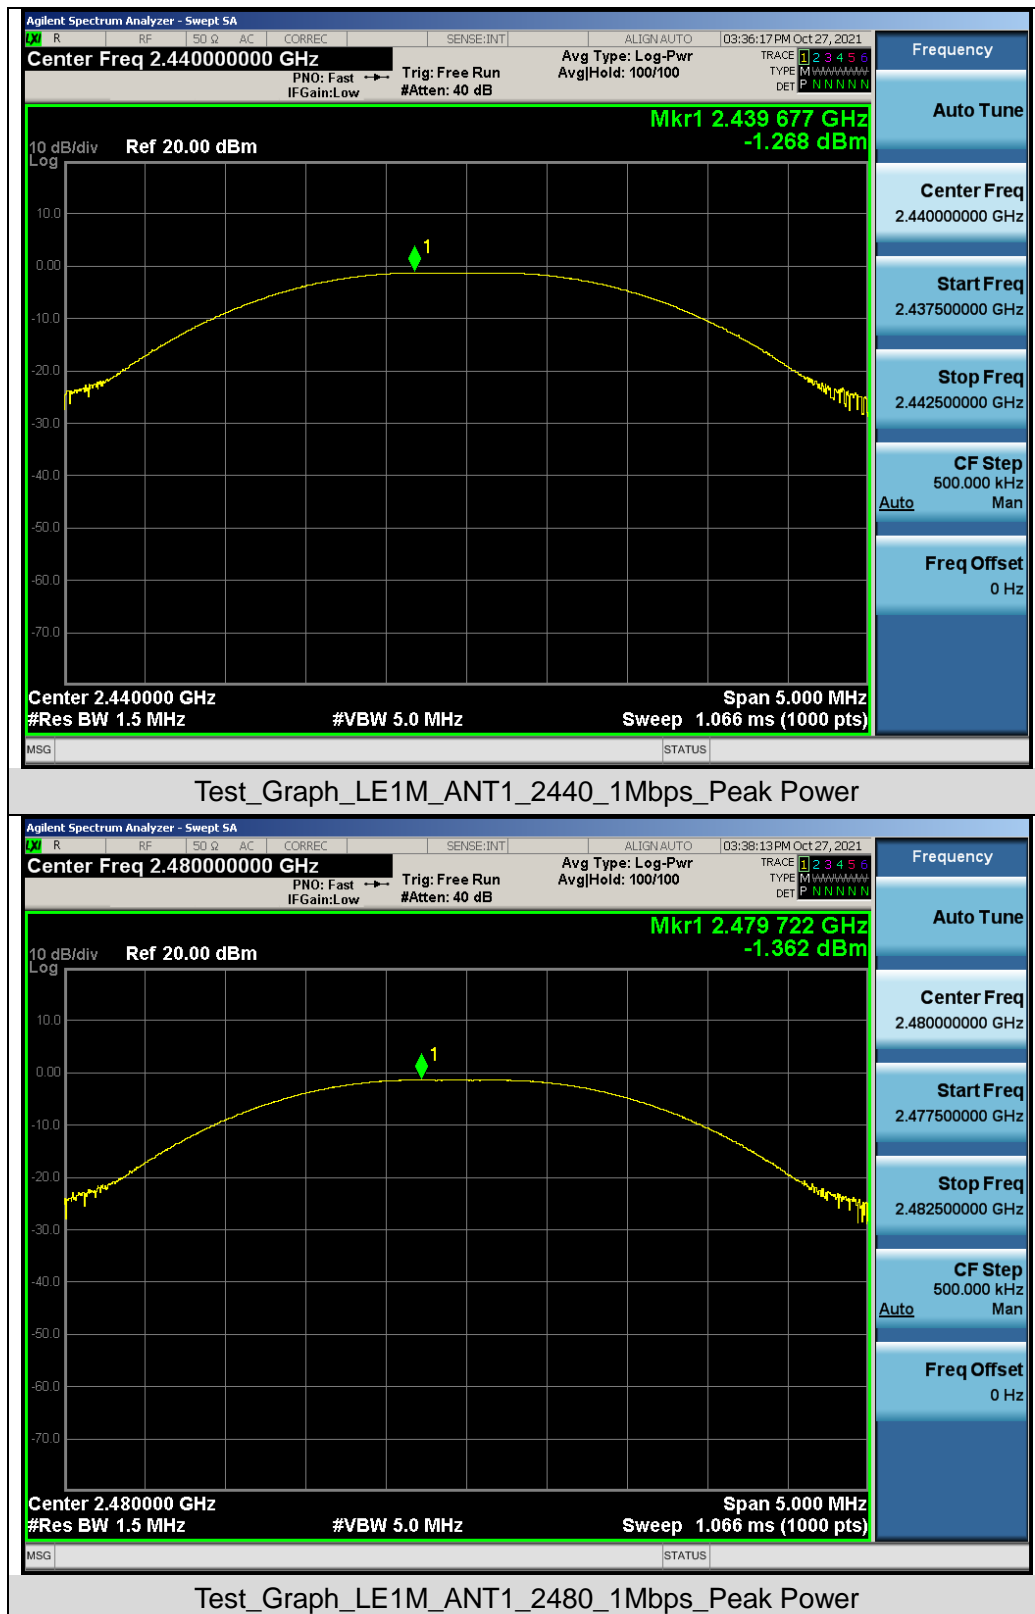 Agilent Spectrum Analyzer - Swept SA
LXI R RF 50 Ω AC CORREC SENSE:INT ALIGN AUTO 03:36:17 PM Oct 27, 2021
Center Freq 2.440000000 GHz
PNO: Fast Trig: Free Run
IFGain:Low #Atten: 40 dB
Avg Type: Log-Pwr
Avg|Hold: 100/100
TRACE 1 2 3 4 5 6
TYPE M WWWWW
DET P N N N N N
Mkr1 2.439 677 GHz
-1.268 dBm
10 dB/div Ref 20.00 dBm
Log
10.0
0.00
-10.0
-20.0
-30.0
-40.0
-50.0
-60.0
-70.0
1
Center 2.440000 GHz Span 5.000 MHz
#Res BW 1.5 MHz #VBW 5.0 MHz Sweep 1.066 ms (1000 pts)
MSG STATUS
Frequency
Auto Tune
Center Freq
2.440000000 GHz
Start Freq
2.437500000 GHz
Stop Freq
2.442500000 GHz
CF Step
500.000 kHz
Auto Man
Freq Offset
0 Hz
Test_Graph_LE1M_ANT1_2440_1Mbps_Peak Power
Agilent Spectrum Analyzer - Swept SA
LXI R RF 50 Ω AC CORREC SENSE:INT ALIGN AUTO 03:38:13 PM Oct 27, 2021
Center Freq 2.480000000 GHz
PNO: Fast Trig: Free Run
IFGain:Low #Atten: 40 dB
Avg Type: Log-Pwr
Avg|Hold: 100/100
TRACE 1 2 3 4 5 6
TYPE M WWWWW
DET P N N N N N
Mkr1 2.479 722 GHz
-1.362 dBm
10 dB/div Ref 20.00 dBm
Log
10.0
0.00
-10.0
-20.0
-30.0
-40.0
-50.0
-60.0
-70.0
1
Center 2.480000 GHz Span 5.000 MHz
#Res BW 1.5 MHz #VBW 5.0 MHz Sweep 1.066 ms (1000 pts)
MSG STATUS
Frequency
Auto Tune
Center Freq
2.480000000 GHz
Start Freq
2.477500000 GHz
Stop Freq
2.482500000 GHz
CF Step
500.000 kHz
Auto Man
Freq Offset
0 Hz
Test_Graph_LE1M_ANT1_2480_1Mbps_Peak Power